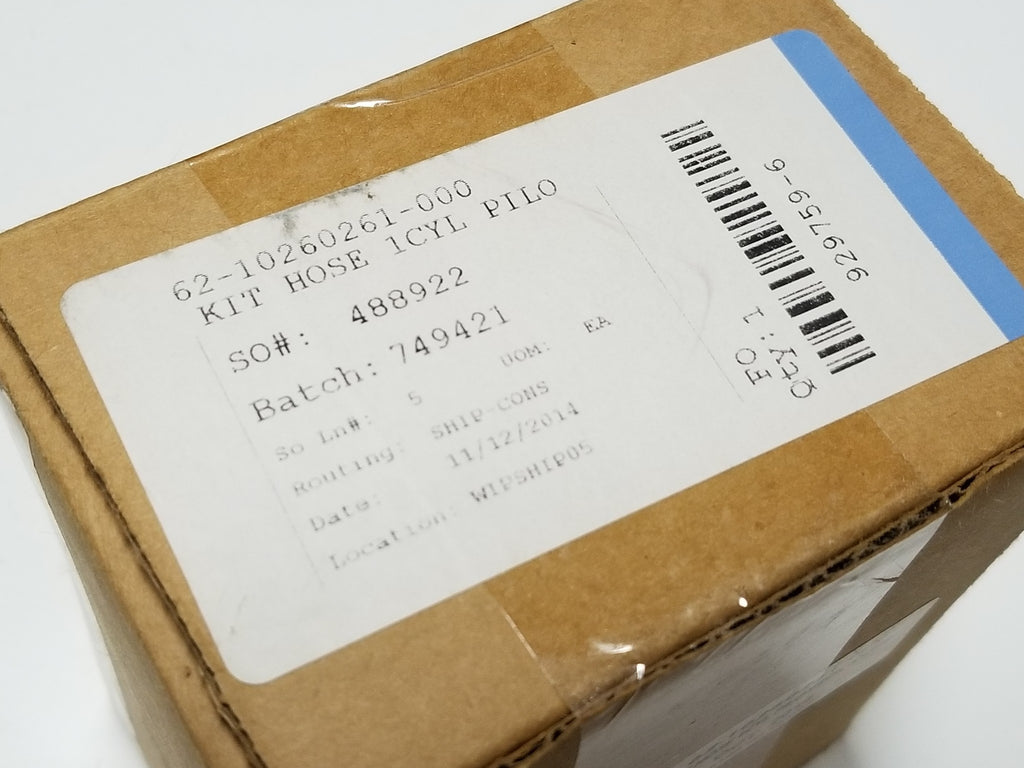 62-10260261-000
KIT HOSE 1CYL PILO
SO#: 488922
Batch: 749421
So Ln#: 5 UOM: EA
Routing: SHIP-CONS
Date: 11/12/2014
Location: WIPSHIP05
929759-6
Qty: 1
EO